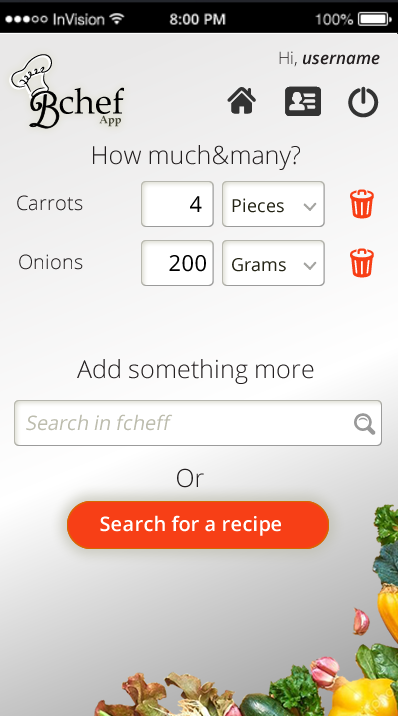 InVision 8:00 PM 100%
Hi, username
Bchef
App
How much&many?
Carrots 4 Pieces
Onions 200 Grams
Add something more
Search in fcheff
Or
Search for a recipe